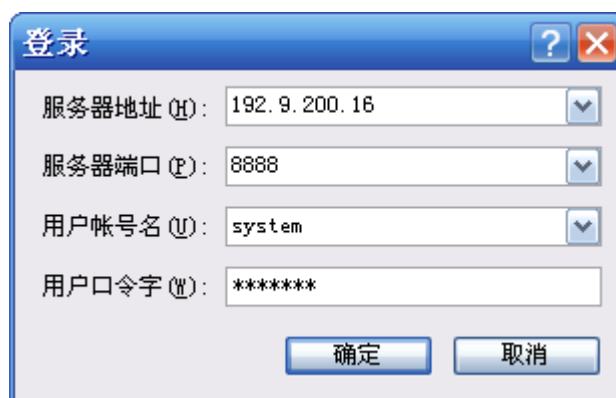 登录
服务器地址(H): 192.9.200.16
服务器端口(P): 8888
用户帐号名(U): system
用户口令字(W): *******
确定 取消